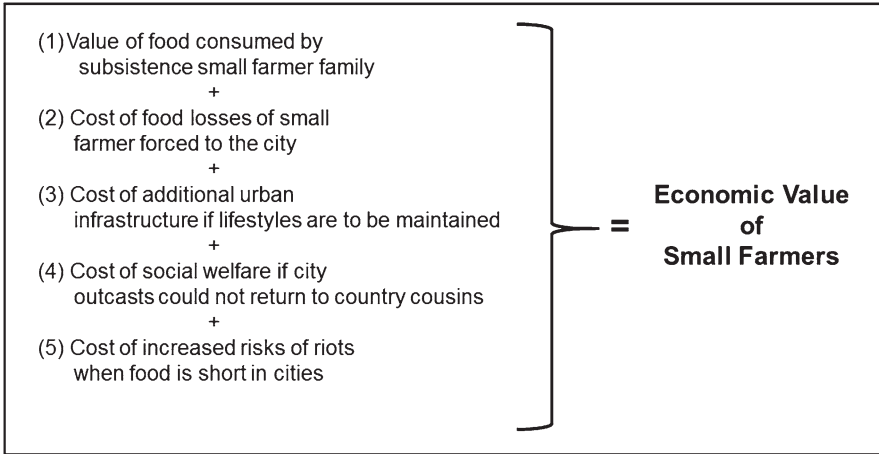 (1) Value of food consumed by
subsistence small farmer family
+
(2) Cost of food losses of small
farmer forced to the city
+
(3) Cost of additional urban
infrastructure if lifestyles are to be maintained
+
(4) Cost of social welfare if city
outcasts could not return to country cousins
+
(5) Cost of increased risks of riots
when food is short in cities
=
Economic Value
of
Small Farmers